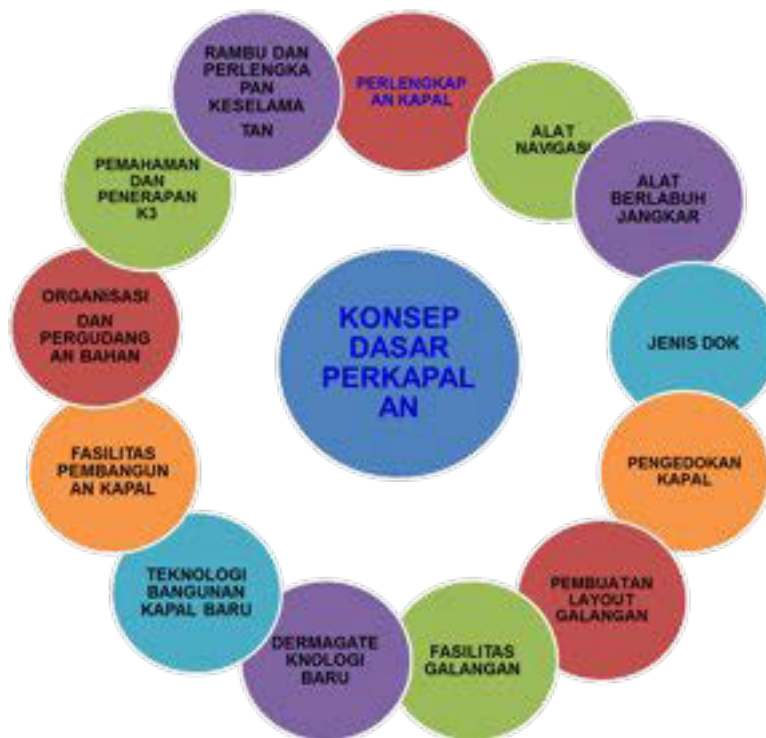 RAMBU DAN
PERLENGKA
PAN
KESELAMA
TAN
PERLENGKAP
AN KAPAL
ALAT
NAVIGASI
ALAT
BERLABUH
JANGKAR
JENIS DOK
PENGEDOKAN
KAPAL
PEMBUATAN
LAYOUT
GALANGAN
FASILITAS
GALANGAN
DERMAGATE
KNOLOGI
BARU
TEKNOLOGI
BANGUNAN
KAPAL BARU
FASILITAS
PEMBANGUN
AN KAPAL
ORGANISASI
DAN
PERGUDANG
AN BAHAN
PEMAHAMAN
DAN
PENERAPAN
K3
KONSEP
DASAR
PERKAPAL
AN